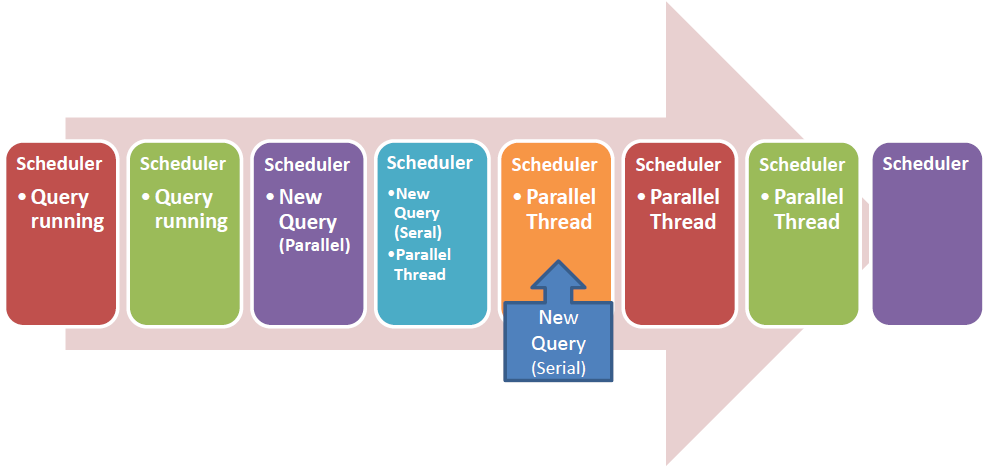 Scheduler
• Query
running
Scheduler
• Query
running
Scheduler
• New
Query
(Parallel)
Scheduler
•New
Query
(Seral)
•Parallel
Thread
Scheduler
• Parallel
Thread
New
Query
(Serial)
Scheduler
• Parallel
Thread
Scheduler
• Parallel
Thread
Scheduler